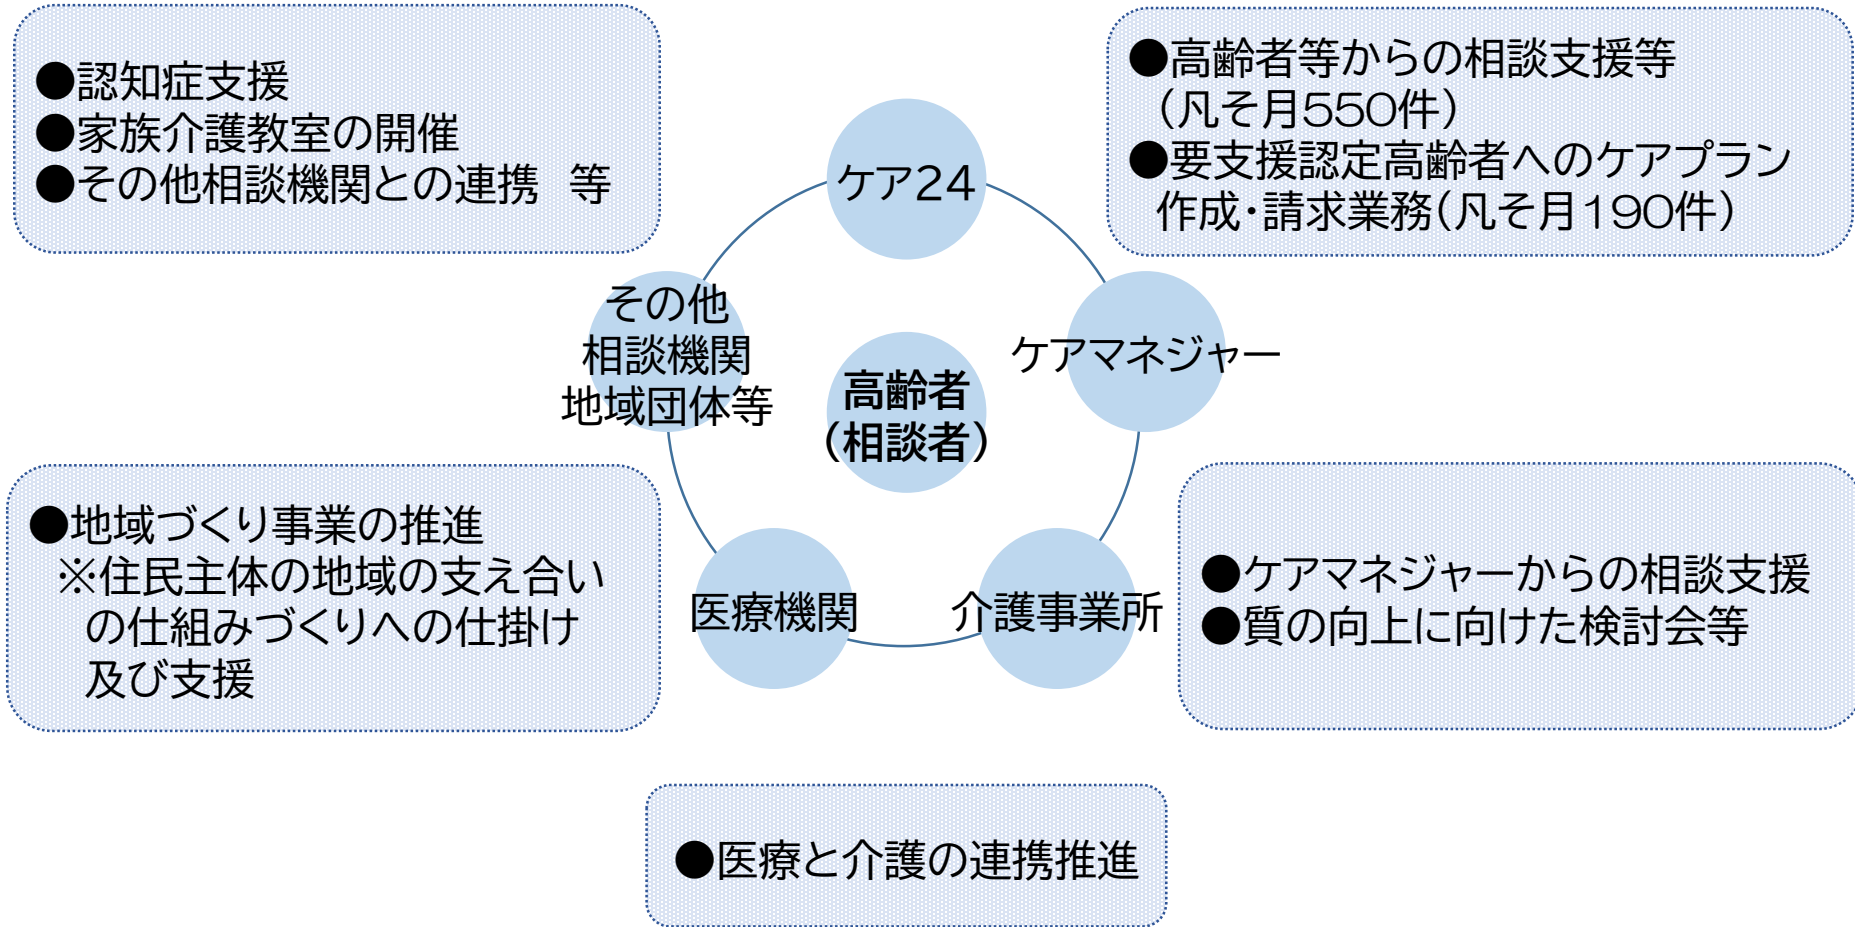 ●認知症支援
●家族介護教室の開催
●その他相談機関との連携　等
●高齢者等からの相談支援等
（凡そ月550件）
●要支援認定高齢者へのケアプラン
作成・請求業務（凡そ月190件）
ケア24
その他
相談機関
地域団体等
ケアマネジャー
高齢者
（相談者）
医療機関
介護事業所
●地域づくり事業の推進
※住民主体の地域の支え合い
の仕組みづくりへの仕掛け
及び支援
●ケアマネジャーからの相談支援
●質の向上に向けた検討会等
●医療と介護の連携推進